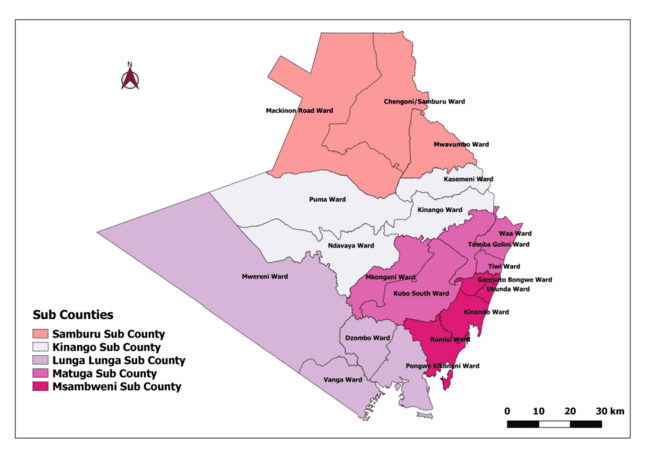 N
Mackinon Road Ward
Chengoni/Samburu Ward
Mwavumbo Ward
Kasemeni Ward
Puma Ward
Kinango Ward
Waa Ward
Ndavaya Ward
Tsimba Golini Ward
Tiwi Ward
Mwereni Ward
Mkongeni Ward
Gombato Bongwe Ward
Ukunda Ward
Kubo South Ward
Kinondo Ward
Dzombo Ward
Ramisi Ward
Pongwe Kikoneni Ward
Vanga Ward
Sub Counties
Samburu Sub County
Kinango Sub County
Lunga Lunga Sub County
Matuga Sub County
Msambweni Sub County
0 10 20 30 km